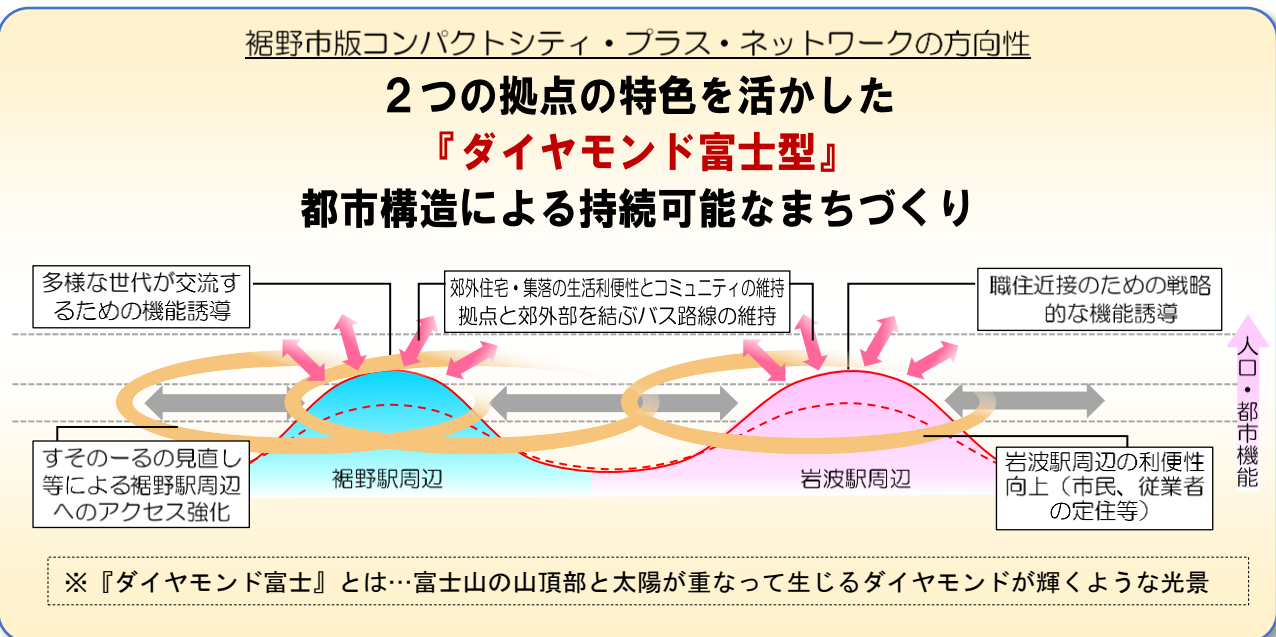 裾野市版コンパクトシティ・プラス・ネットワークの方向性
２つの拠点の特色を活かした
『ダイヤモンド富士型』
都市構造による持続可能なまちづくり
多様な世代が交流す
るための機能誘導
郊外住宅・集落の生活利便性とコミュニティの維持
拠点と郊外部を結ぶバス路線の維持
職住近接のための戦略
的な機能誘導
人口・都市機能
すそのーるの見直し
等による裾野駅周辺
へのアクセス強化
裾野駅周辺
岩波駅周辺
岩波駅周辺の利便性
向上（市民、従業者
の定住等）
※『ダイヤモンド富士』とは…富士山の山頂部と太陽が重なって生じるダイヤモンドが輝くような光景